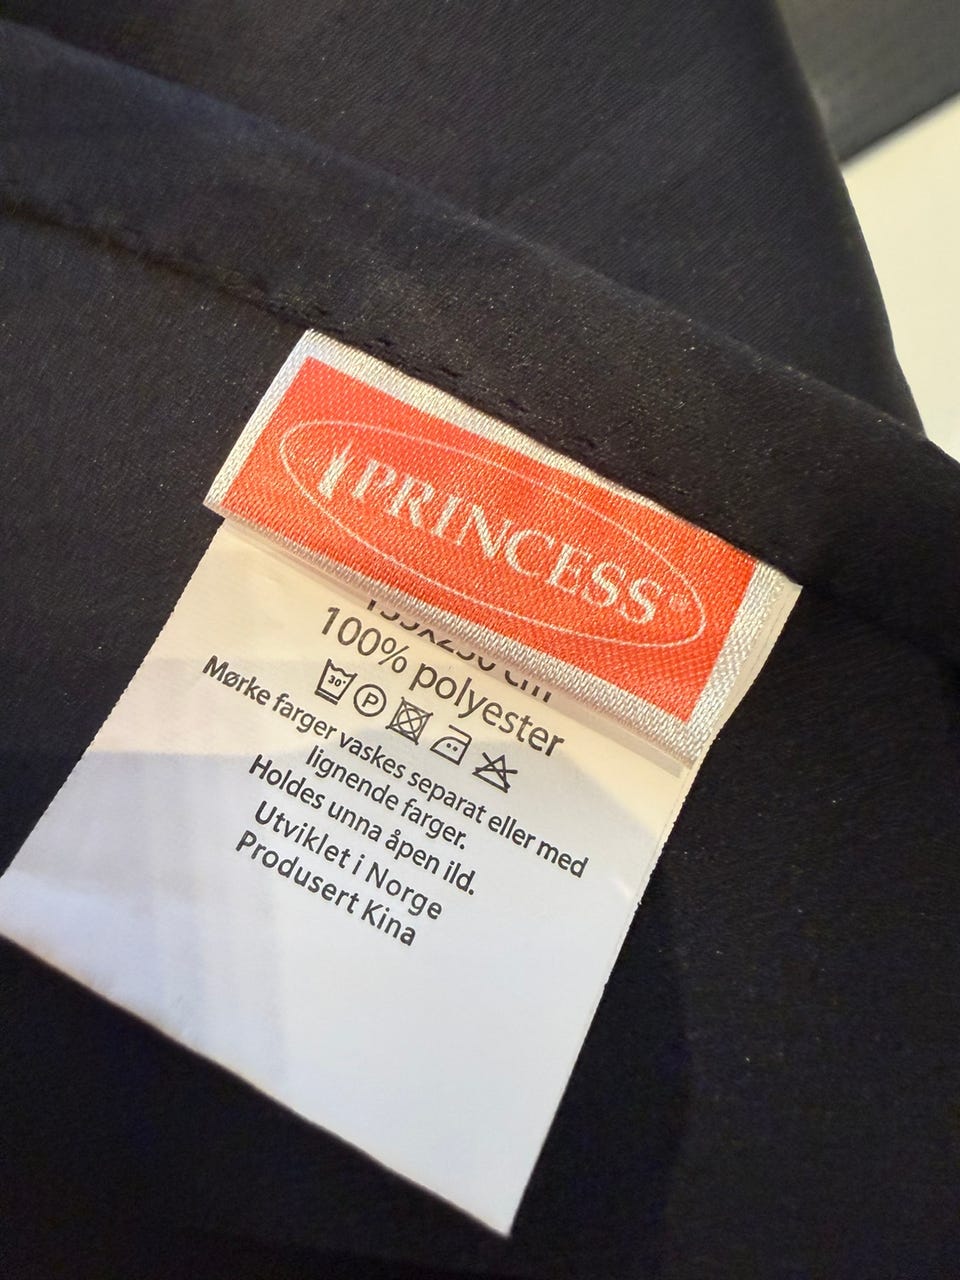 PRINCESS®
100% polyester
30° P
Mørke farger vaskes separat eller med
lignende farger.
Holdes unna åpen ild.
Utviklet i Norge
Produsert Kina